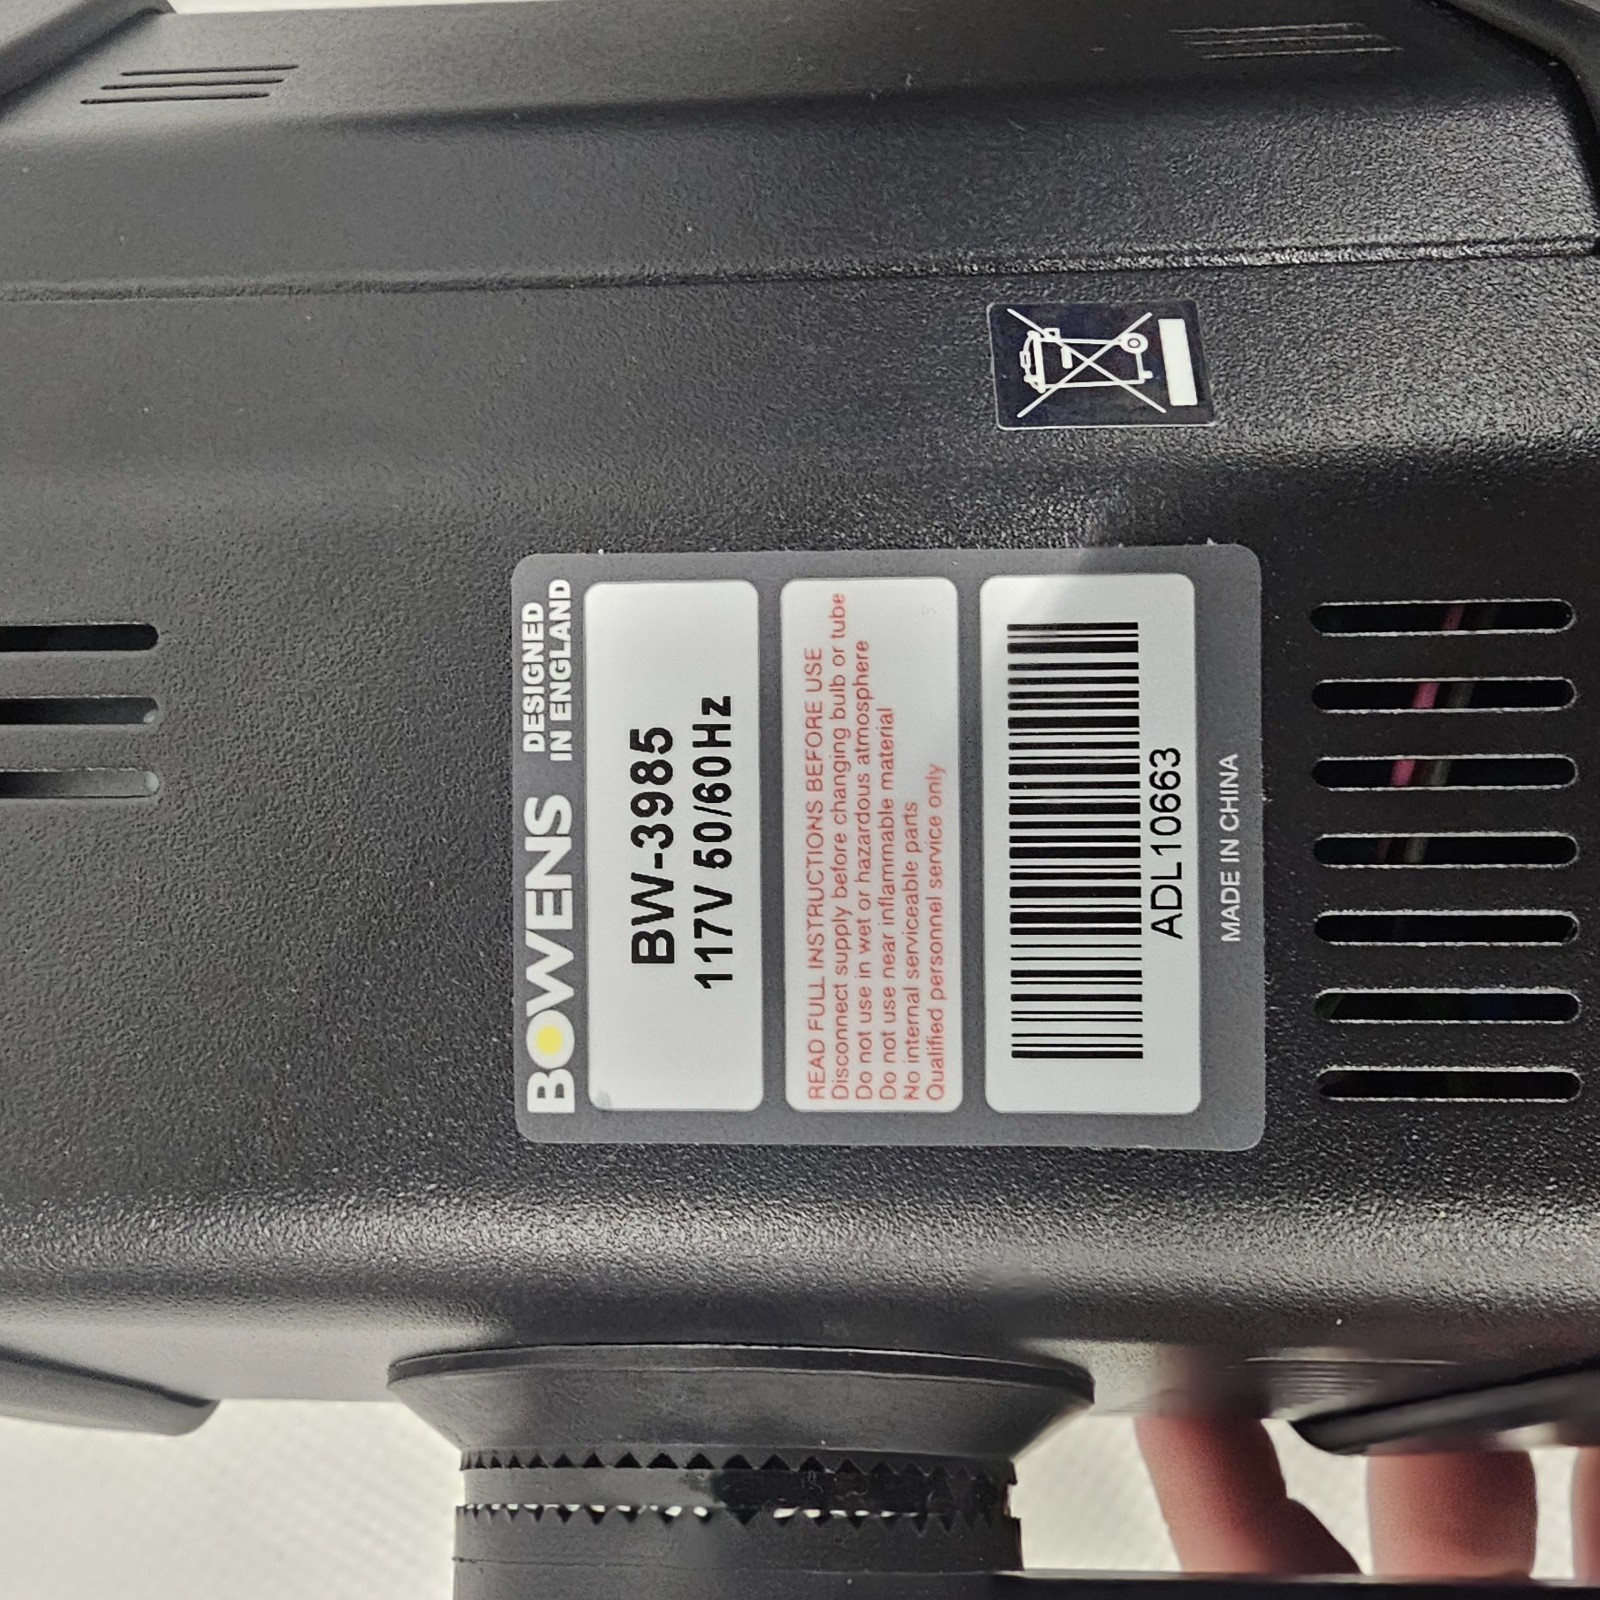 BOWENS DESIGNED
IN ENGLAND
BW-3985
117V 50/60Hz
READ FULL INSTRUCTIONS BEFORE USE
Disconnect supply before changing bulb or tube
Do not use in wet or hazardous atmosphere
Do not use near inflammable material
No internal serviceable parts
Qualified personnel service only
ADL10663
MADE IN CHINA